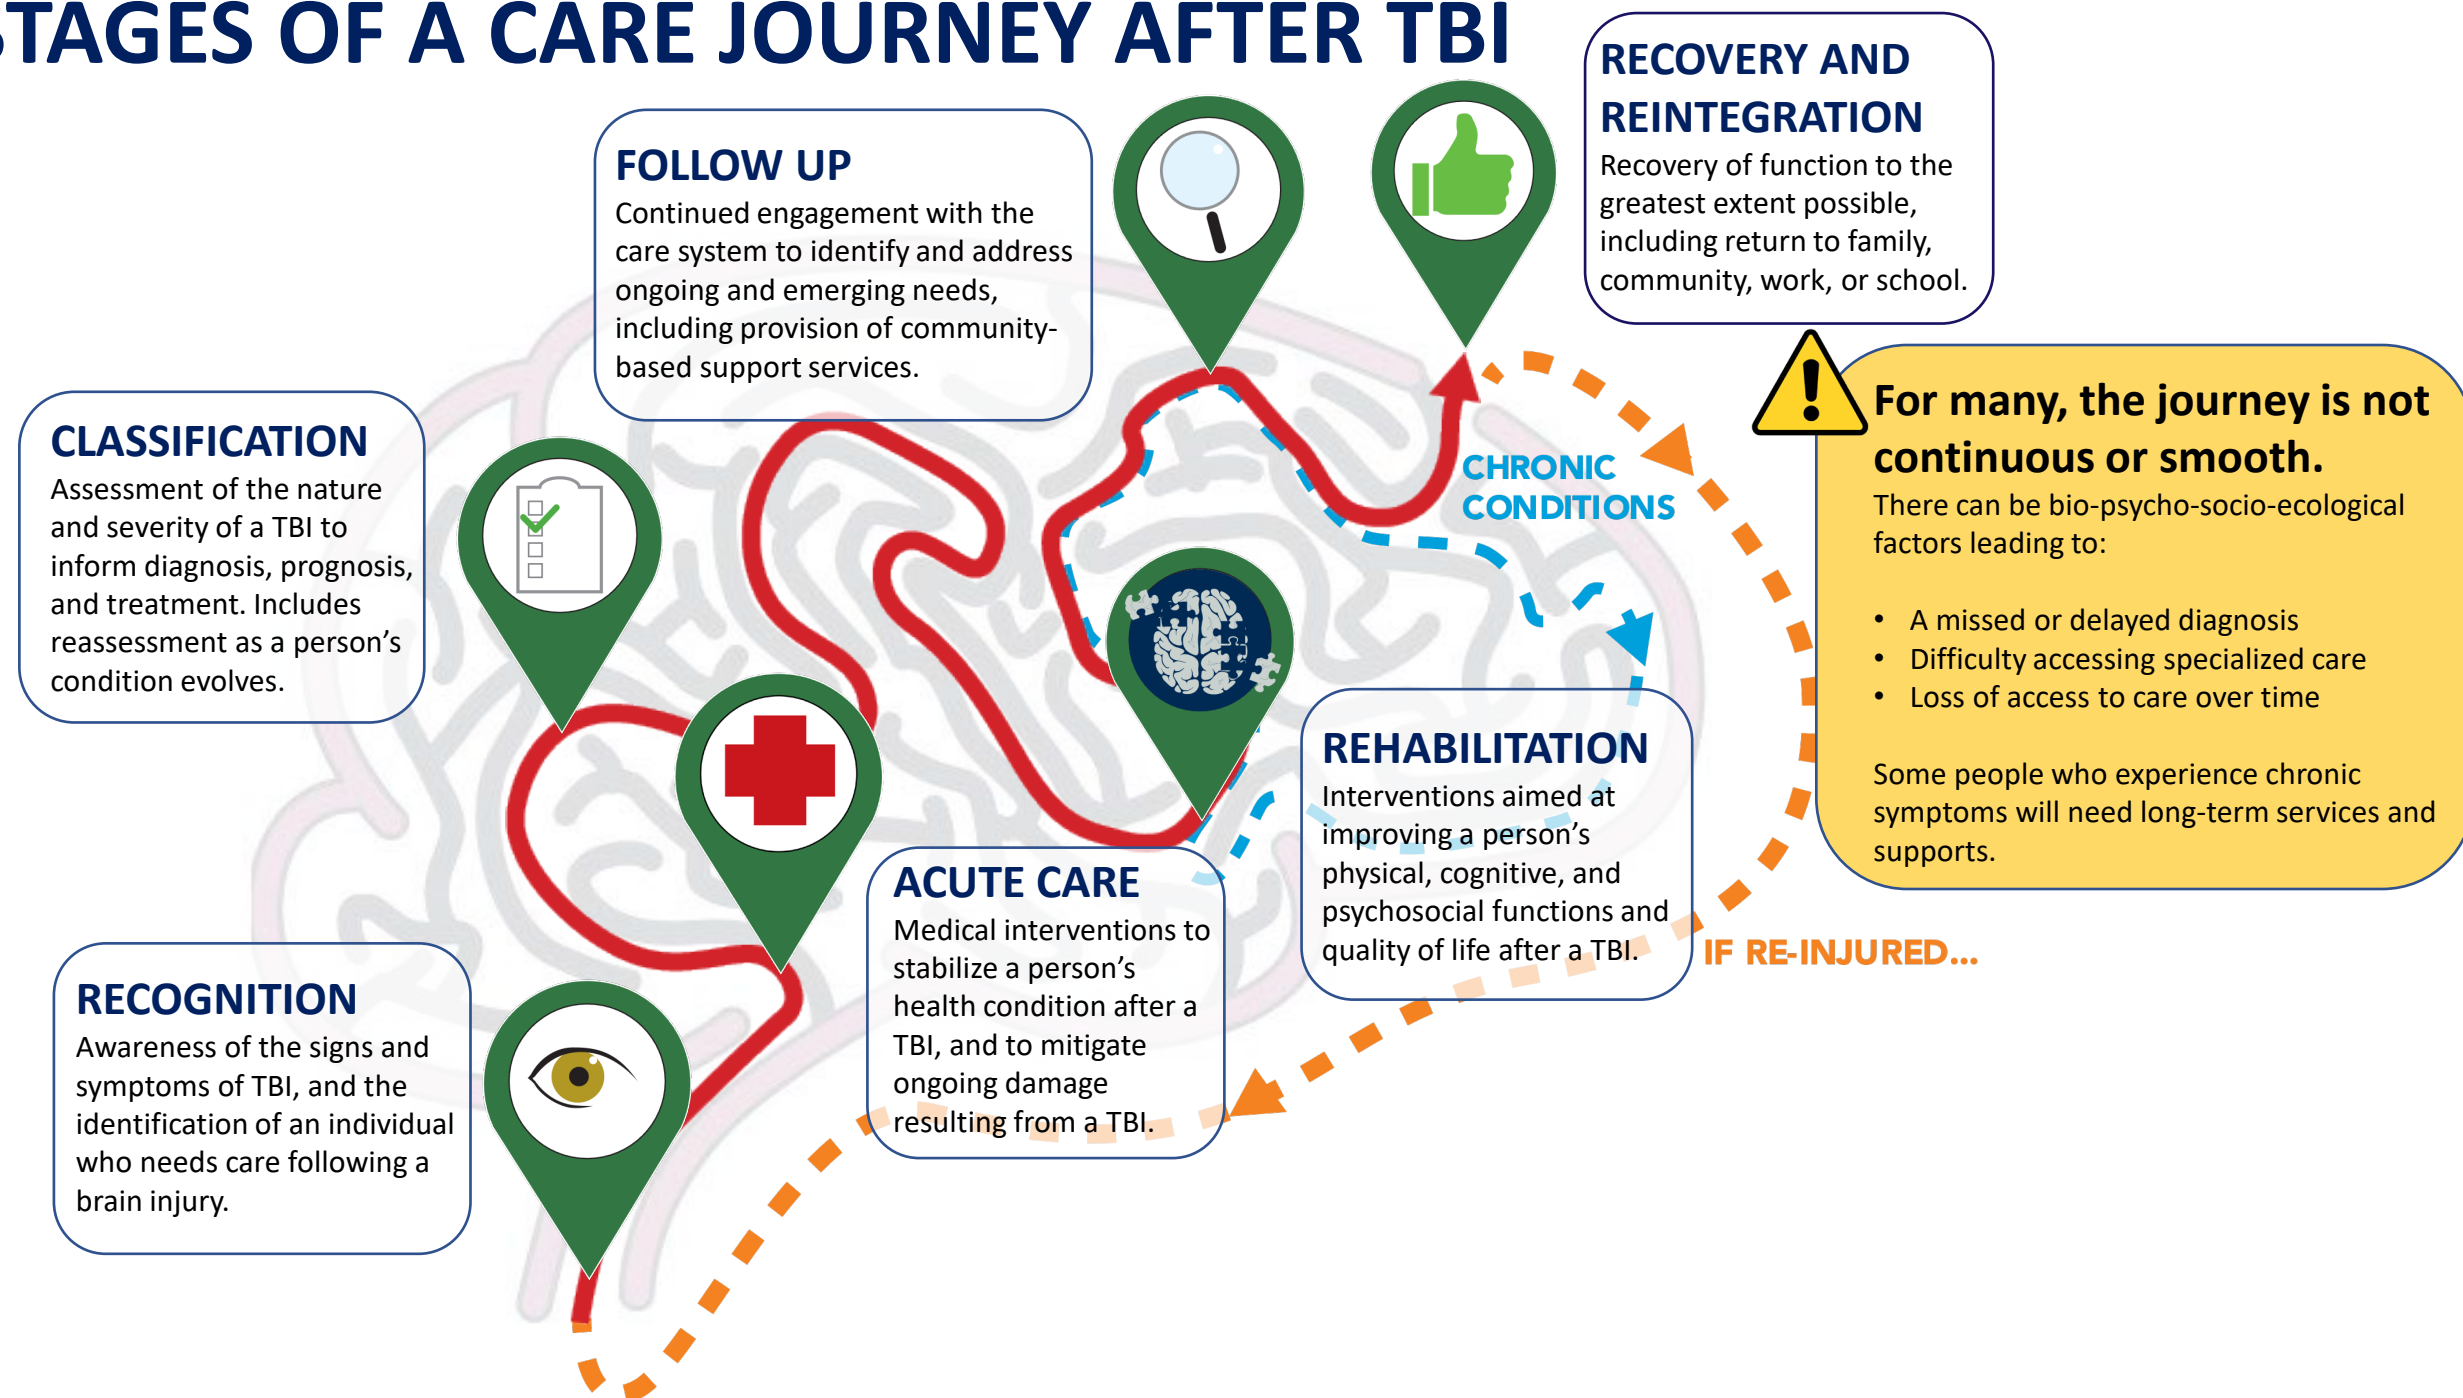 STAGES OF A CARE JOURNEY AFTER TBI
RECOVERY AND
REINTEGRATION
Recovery of function to the
greatest extent possible,
including return to family,
community, work, or school.
FOLLOW UP
Continued engagement with the
care system to identify and address
ongoing and emerging needs,
including provision of community-
based support services.
CLASSIFICATION
Assessment of the nature
and severity of a TBI to
inform diagnosis, prognosis,
and treatment. Includes
reassessment as a person’s
condition evolves.
CHRONIC
CONDITIONS
For many, the journey is not
continuous or smooth.
There can be bio-psycho-socio-ecological
factors leading to:
• A missed or delayed diagnosis
• Difficulty accessing specialized care
• Loss of access to care over time
Some people who experience chronic
symptoms will need long-term services and
supports.
REHABILITATION
Interventions aimed at
improving a person’s
physical, cognitive, and
psychosocial functions and
quality of life after a TBI.
IF RE-INJURED...
ACUTE CARE
Medical interventions to
stabilize a person’s
health condition after a
TBI, and to mitigate
ongoing damage
resulting from a TBI.
RECOGNITION
Awareness of the signs and
symptoms of TBI, and the
identification of an individual
who needs care following a
brain injury.